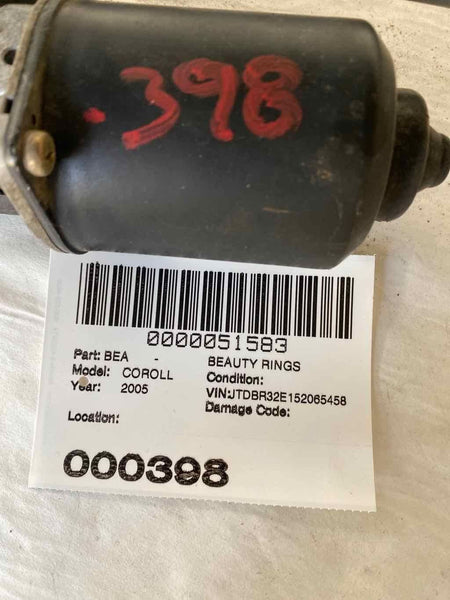 .398
0000051583
Part: BEA - BEAUTY RINGS
Model: COROLL Condition:
Year: 2005 VIN:JTDBR32E152065458
Damage Code:
Location:
000398